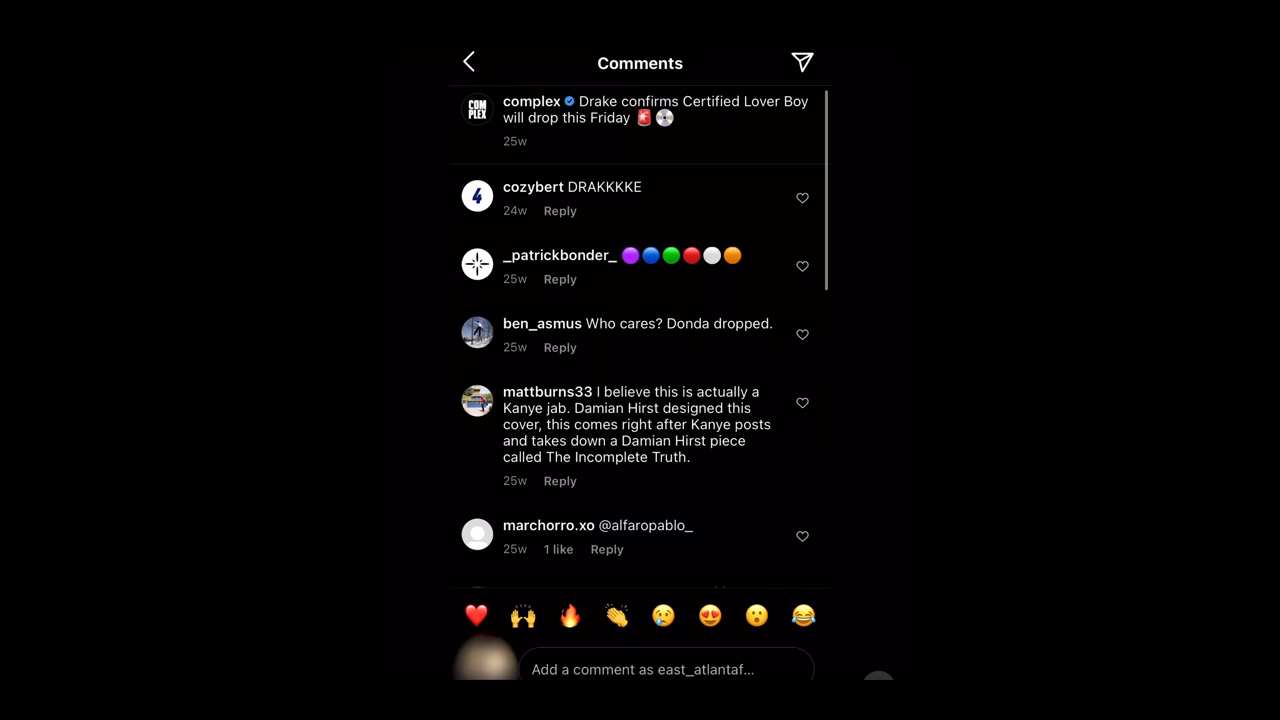 Comments
COM
PLEX
complex Drake confirms Certified Lover Boy
will drop this Friday 🚨 💿
25w
cozybert DRAKKKKE
24w Reply
4
_patrickbonder_ 🟣🔵🟢🔴⚪🟠
25w Reply
ben_asmus Who cares? Donda dropped.
25w Reply
mattburns33 I believe this is actually a
Kanye jab. Damian Hirst designed this
cover, this comes right after Kanye posts
and takes down a Damian Hirst piece
called The Incomplete Truth.
25w Reply
marchorro.xo @alfaropablo_
25w 1 like Reply
❤️ 🙌 🔥 👏 😢 😍 😮 😂
Add a comment as east_atlantaf...